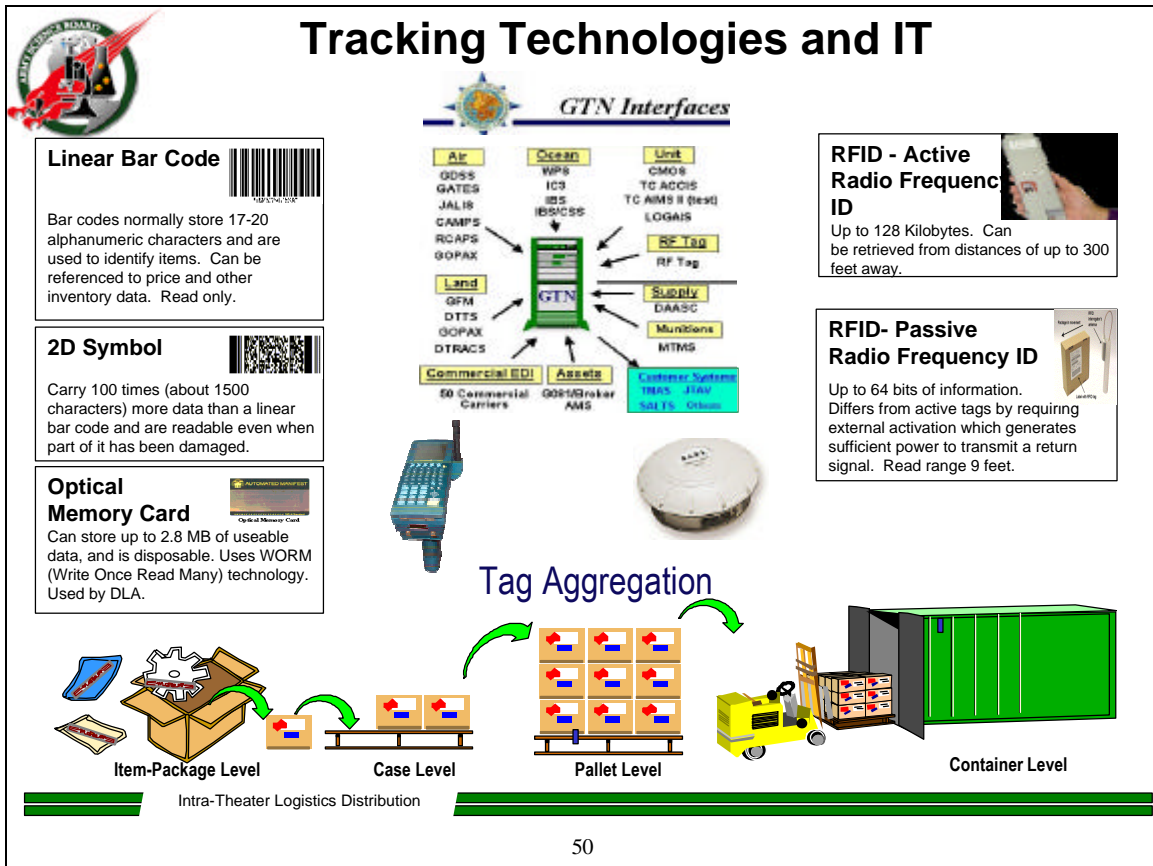 ARMY SCIENCE BOARD
Tracking Technologies and IT
GTN Interfaces
Linear Bar Code
Bar codes normally store 17-20
alphanumeric characters and are
used to identify items. Can be
referenced to price and other
inventory data. Read only.
2D Symbol
Carry 100 times (about 1500
characters) more data than a linear
bar code and are readable even when
part of it has been damaged.
Optical
Memory Card
AUTOMATED MANIFEST
Optical Memory Card
Can store up to 2.8 MB of useable
data, and is disposable. Uses WORM
(Write Once Read Many) technology.
Used by DLA.
Air
GDSS
GATES
JALIS
CAMPS
RCAPS
GOPAX
Land
GFM
DTTS
GOPAX
DTRACS
Commercial EDI
50 Commercial
Carriers
Ocean
WPS
IC3
IBS
IBS/CSS
GTN
Assets
G081/Broker
AMS
Unit
CMOS
TC ACCIS
TC AIMS II (test)
LOGAIS
RF Tag
RF Tag
Supply
DAASC
Munitions
MTMS
Customer Systems
TMAS JTAV
SALTS Others
RFID - Active
Radio Frequency
ID
Up to 128 Kilobytes. Can
be retrieved from distances of up to 300
feet away.
RFID- Passive
Radio Frequency ID
Up to 64 bits of information.
Differs from active tags by requiring
external activation which generates
sufficient power to transmit a return
signal. Read range 9 feet.
Tag Aggregation
Item-Package Level
Case Level
Pallet Level
Container Level
Intra-Theater Logistics Distribution
50